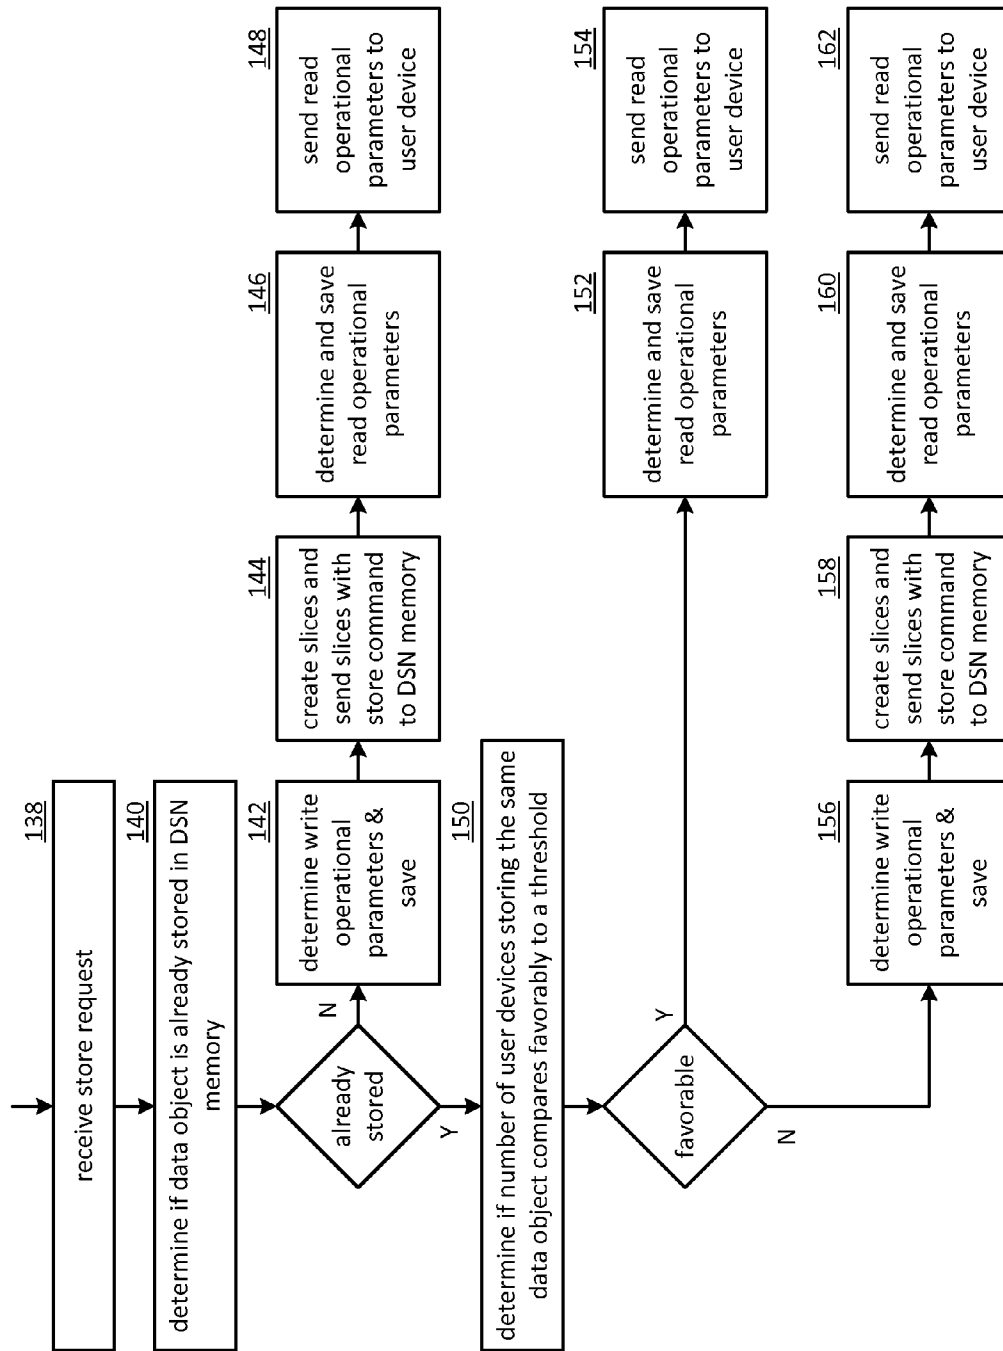 138
receive store request
140
determine if data object is already stored in DSN
memory
already
stored
N
Y
142
determine write
operational
parameters &
save
144
create slices and
send slices with
store command
to DSN memory
146
determine and save
read operational
parameters
148
send read
operational
parameters to
user device
150
determine if number of user devices storing the same
data object compares favorably to a threshold
favorable
Y
N
152
determine and save
read operational
parameters
154
send read
operational
parameters to
user device
156
determine write
operational
parameters &
save
158
create slices and
send slices with
store command
to DSN memory
160
determine and save
read operational
parameters
162
send read
operational
parameters to
user device